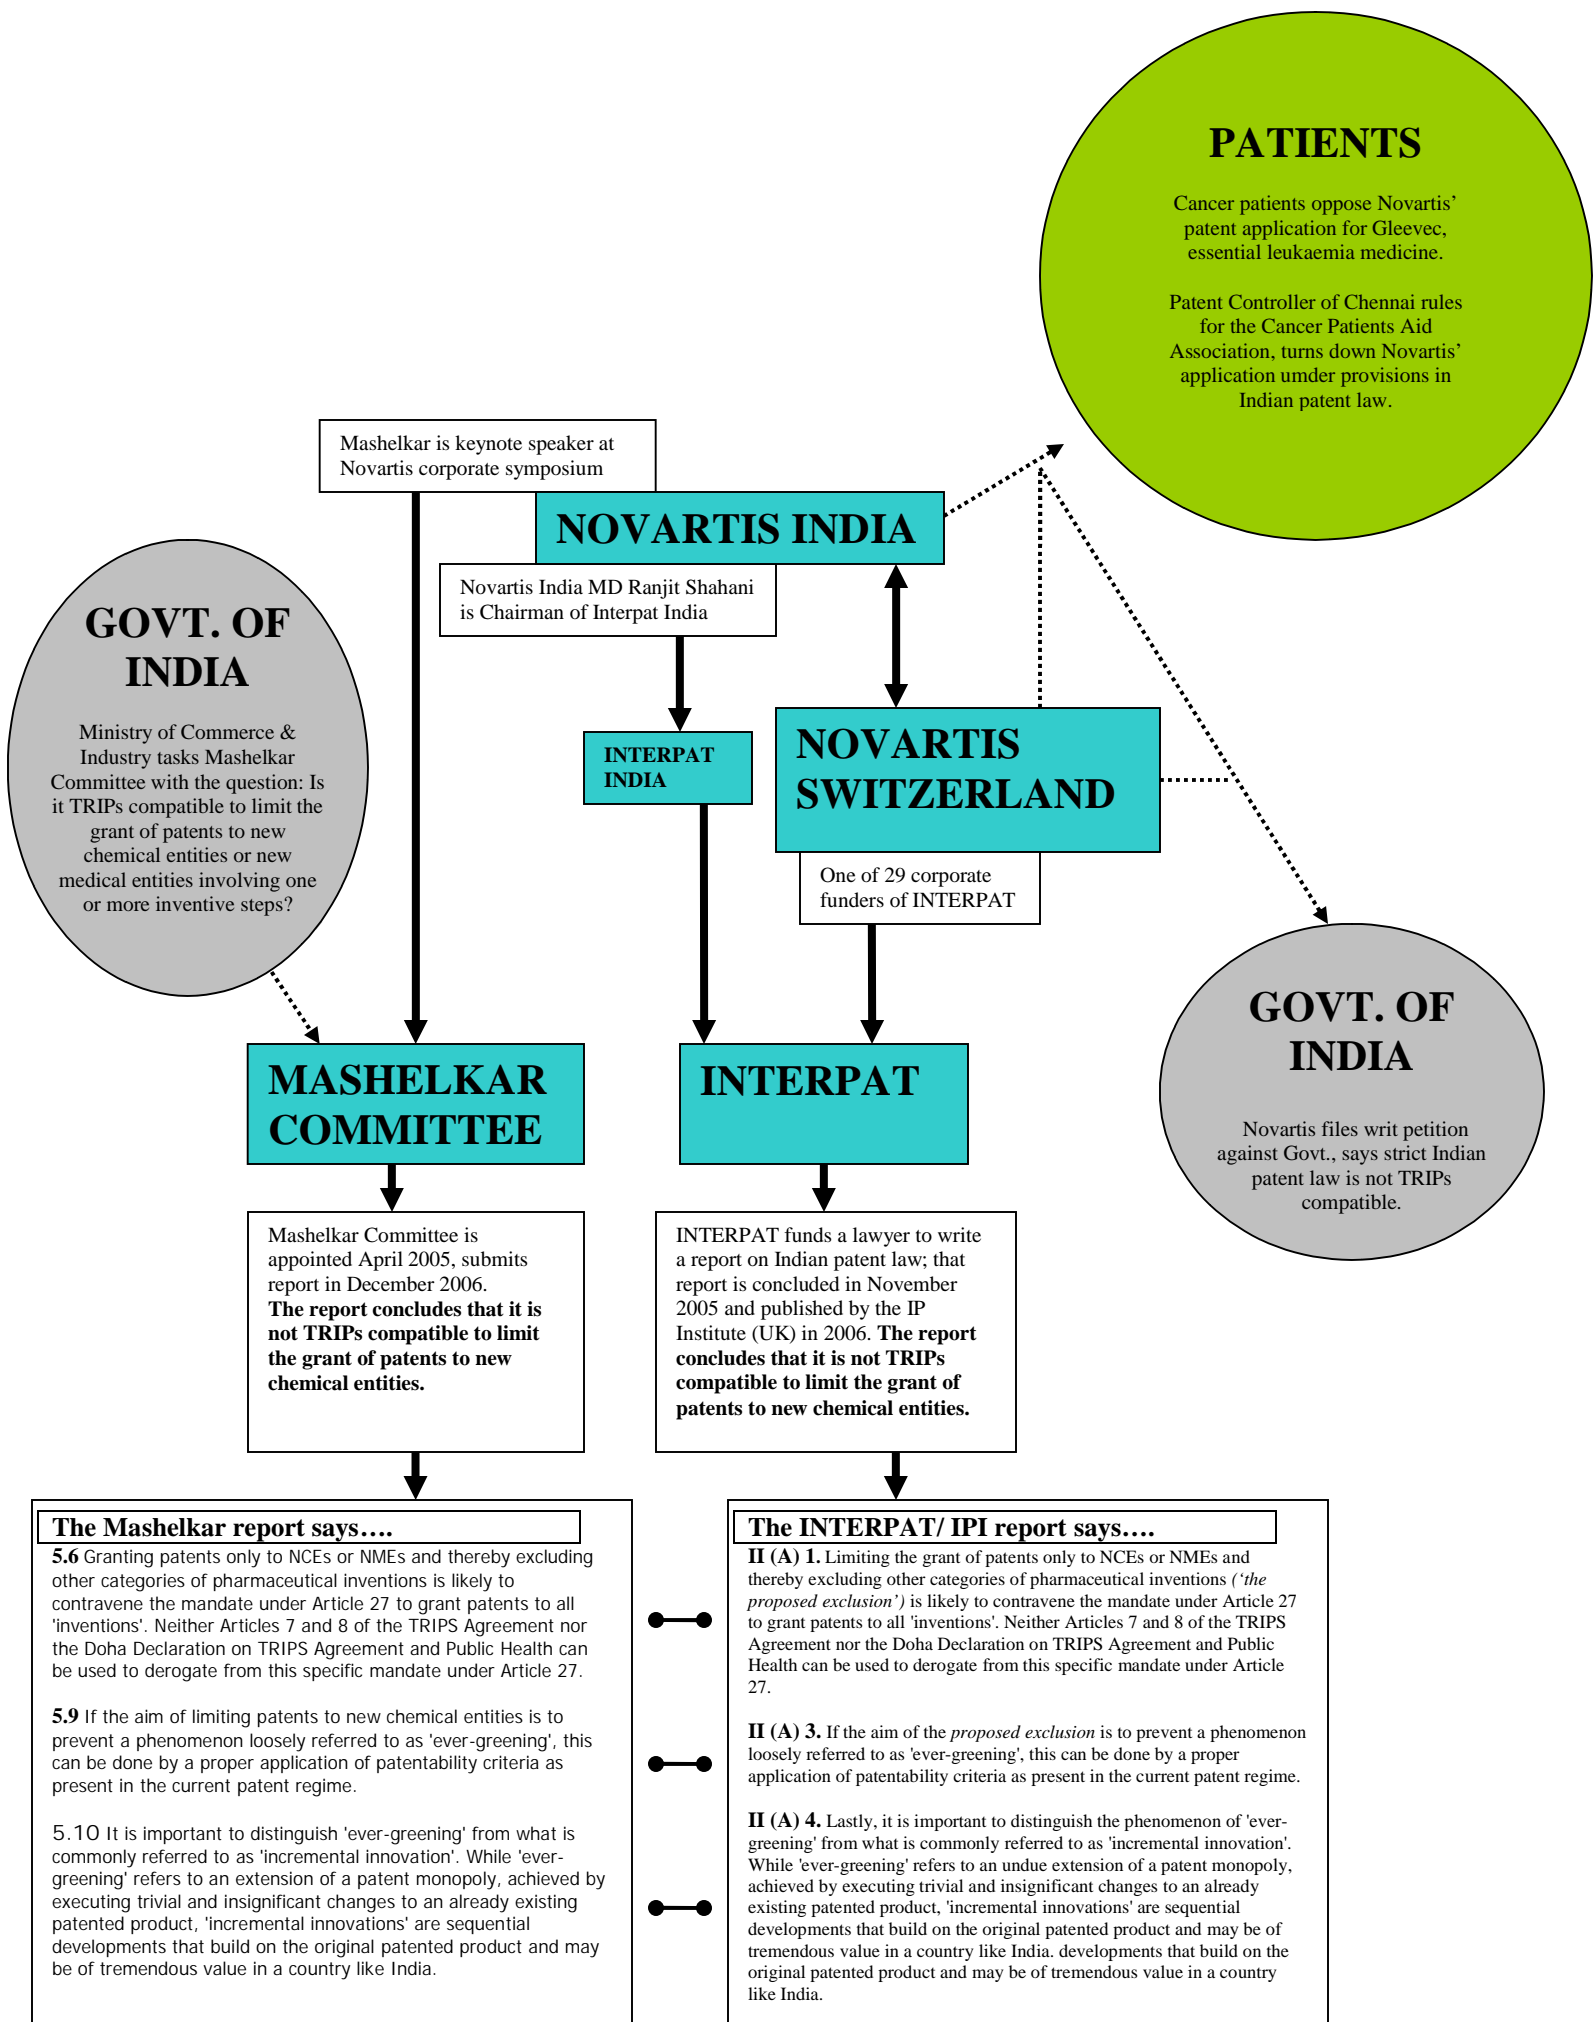 PATIENTS
Cancer patients oppose Novartis’
patent application for Gleevec,
essential leukaemia medicine.
Patent Controller of Chennai rules
for the Cancer Patients Aid
Association, turns down Novartis’
application umder provisions in
Indian patent law.
Mashelkar is keynote speaker at
Novartis corporate symposium
NOVARTIS INDIA
Novartis India MD Ranjit Shahani
is Chairman of Interpat India
GOVT. OF
INDIA
Ministry of Commerce &
Industry tasks Mashelkar
Committee with the question: Is
it TRIPs compatible to limit the
grant of patents to new
chemical entities or new
medical entities involving one
or more inventive steps?
INTERPAT
INDIA
NOVARTIS
SWITZERLAND
One of 29 corporate
funders of INTERPAT
GOVT. OF
INDIA
Novartis files writ petition
against Govt., says strict Indian
patent law is not TRIPs
compatible.
MASHELKAR
COMMITTEE
INTERPAT
Mashelkar Committee is
appointed April 2005, submits
report in December 2006.
The report concludes that it is
not TRIPs compatible to limit
the grant of patents to new
chemical entities.
INTERPAT funds a lawyer to write
a report on Indian patent law; that
report is concluded in November
2005 and published by the IP
Institute (UK) in 2006. The report
concludes that it is not TRIPs
compatible to limit the grant of
patents to new chemical entities.
The Mashelkar report says….
5.6 Granting patents only to NCEs or NMEs and thereby excluding
other categories of pharmaceutical inventions is likely to
contravene the mandate under Article 27 to grant patents to all
'inventions'. Neither Articles 7 and 8 of the TRIPS Agreement nor
the Doha Declaration on TRIPS Agreement and Public Health can
be used to derogate from this specific mandate under Article 27.
5.9 If the aim of limiting patents to new chemical entities is to
prevent a phenomenon loosely referred to as 'ever-greening', this
can be done by a proper application of patentability criteria as
present in the current patent regime.
5.10 It is important to distinguish 'ever-greening' from what is
commonly referred to as 'incremental innovation'. While 'ever-
greening' refers to an extension of a patent monopoly, achieved by
executing trivial and insignificant changes to an already existing
patented product, 'incremental innovations' are sequential
developments that build on the original patented product and may
be of tremendous value in a country like India.
The INTERPAT/ IPI report says….
II (A) 1. Limiting the grant of patents only to NCEs or NMEs and
thereby excluding other categories of pharmaceutical inventions (‘the
proposed exclusion’) is likely to contravene the mandate under Article 27
to grant patents to all 'inventions'. Neither Articles 7 and 8 of the TRIPS
Agreement nor the Doha Declaration on TRIPS Agreement and Public
Health can be used to derogate from this specific mandate under Article
27.
II (A) 3. If the aim of the proposed exclusion is to prevent a phenomenon
loosely referred to as 'ever-greening', this can be done by a proper
application of patentability criteria as present in the current patent regime.
II (A) 4. Lastly, it is important to distinguish the phenomenon of 'ever-
greening' from what is commonly referred to as 'incremental innovation'.
While 'ever-greening' refers to an undue extension of a patent monopoly,
achieved by executing trivial and insignificant changes to an already
existing patented product, 'incremental innovations' are sequential
developments that build on the original patented product and may be of
tremendous value in a country like India. developments that build on the
original patented product and may be of tremendous value in a country
like India.